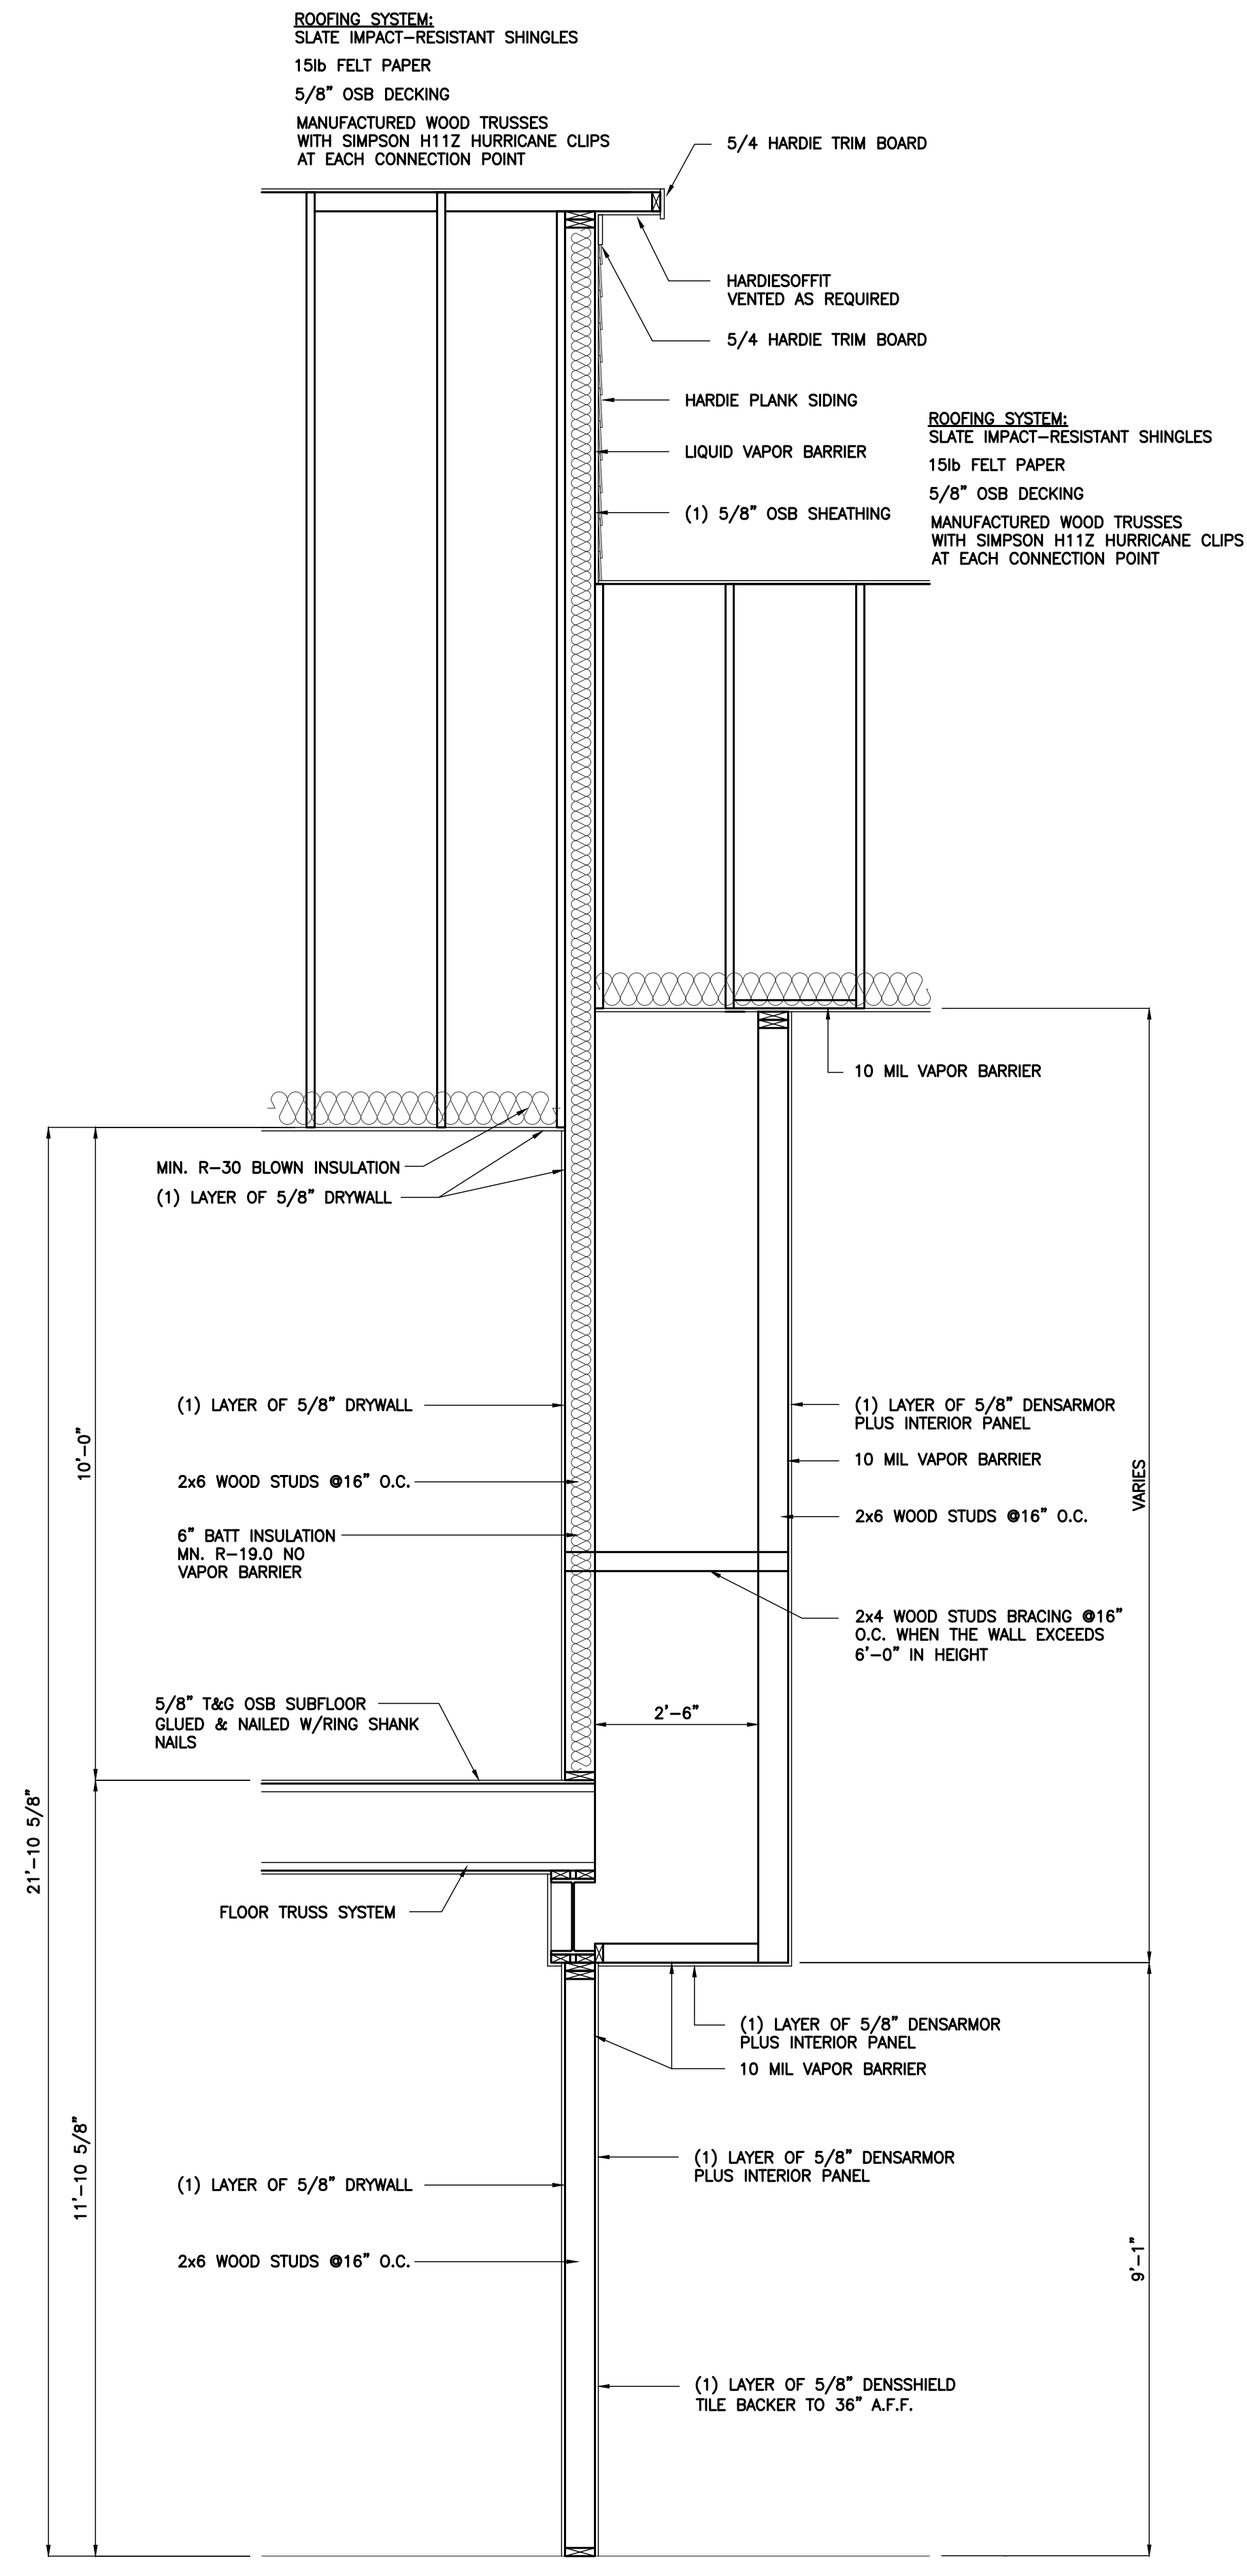 ROOFING SYSTEM:
SLATE IMPACT-RESISTANT SHINGLES
15lb FELT PAPER
5/8" OSB DECKING
MANUFACTURED WOOD TRUSSES
WITH SIMPSON H11Z HURRICANE CLIPS
AT EACH CONNECTION POINT
5/4 HARDIE TRIM BOARD
HARDIESOFFIT
VENTED AS REQUIRED
5/4 HARDIE TRIM BOARD
HARDIE PLANK SIDING
LIQUID VAPOR BARRIER
(1) 5/8" OSB SHEATHING
ROOFING SYSTEM:
SLATE IMPACT-RESISTANT SHINGLES
15lb FELT PAPER
5/8" OSB DECKING
MANUFACTURED WOOD TRUSSES
WITH SIMPSON H11Z HURRICANE CLIPS
AT EACH CONNECTION POINT
10 MIL VAPOR BARRIER
MIN. R-30 BLOWN INSULATION
(1) LAYER OF 5/8" DRYWALL
(1) LAYER OF 5/8" DRYWALL
2x6 WOOD STUDS @16" O.C.
6" BATT INSULATION
MN. R-19.0 NO
VAPOR BARRIER
10'-0"
(1) LAYER OF 5/8" DENSARMOR
PLUS INTERIOR PANEL
10 MIL VAPOR BARRIER
2x6 WOOD STUDS @16" O.C.
VARIES
2x4 WOOD STUDS BRACING @16"
O.C. WHEN THE WALL EXCEEDS
6'-0" IN HEIGHT
5/8" T&G OSB SUBFLOOR
GLUED & NAILED W/RING SHANK
NAILS
2'-6"
21'-10 5/8"
FLOOR TRUSS SYSTEM
(1) LAYER OF 5/8" DENSARMOR
PLUS INTERIOR PANEL
10 MIL VAPOR BARRIER
11'-10 5/8"
(1) LAYER OF 5/8" DENSARMOR
PLUS INTERIOR PANEL
(1) LAYER OF 5/8" DRYWALL
2x6 WOOD STUDS @16" O.C.
9'-1"
(1) LAYER OF 5/8" DENSSHIELD
TILE BACKER TO 36" A.F.F.